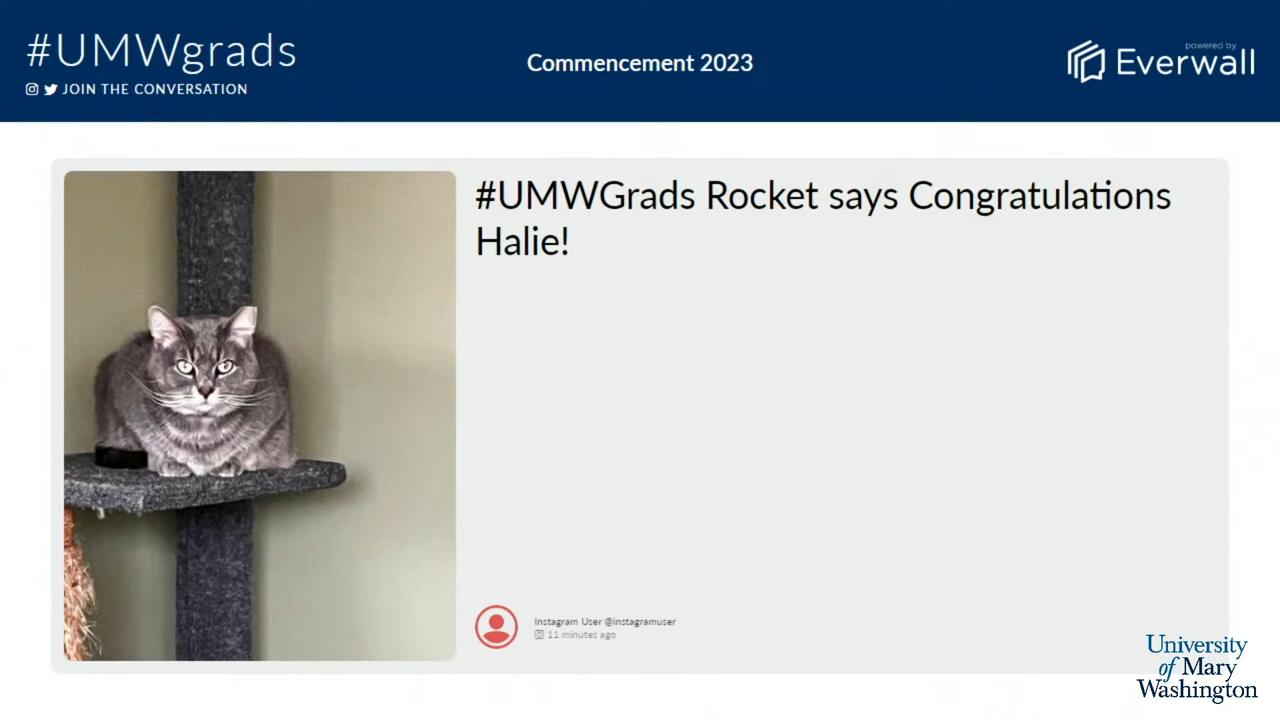 #UMWgrads
JOIN THE CONVERSATION
Commencement 2023
powered by
Everwall
#UMWGrads Rocket says Congratulations
Halie!
Instagram User @instagramuser
11 minutes ago
University
of Mary
Washington